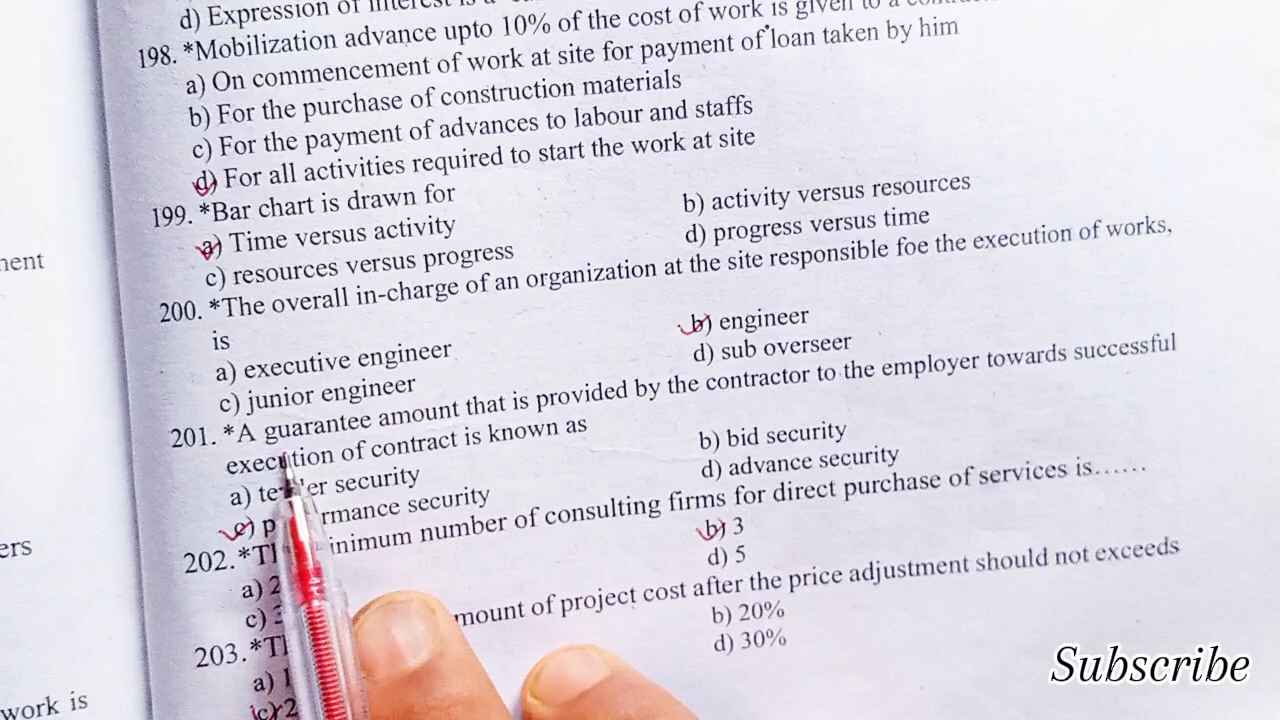 d) Expression of interest is a
198. *Mobilization advance upto 10% of the cost of work is given to a
a) On commencement of work at site for payment of loan taken by him
b) For the purchase of construction materials
c) For the payment of advances to labour and staffs
d) For all activities required to start the work at site
199. *Bar chart is drawn for
a) Time versus activity b) activity versus resources
c) resources versus progress d) progress versus time
200. *The overall in-charge of an organization at the site responsible foe the execution of works,
is
a) executive engineer b) engineer
c) junior engineer d) sub overseer
201. *A guarantee amount that is provided by the contractor to the employer towards successful
execution of contract is known as
a) security b) bid security
c) security d) advance security
202. number of consulting firms for direct purchase of services is......
a) 2 b) 3
c) d) 5
203. of project cost after the price adjustment should not exceeds
a) b) 20%
c) d) 30%
ment
ers
work is
Subscribe